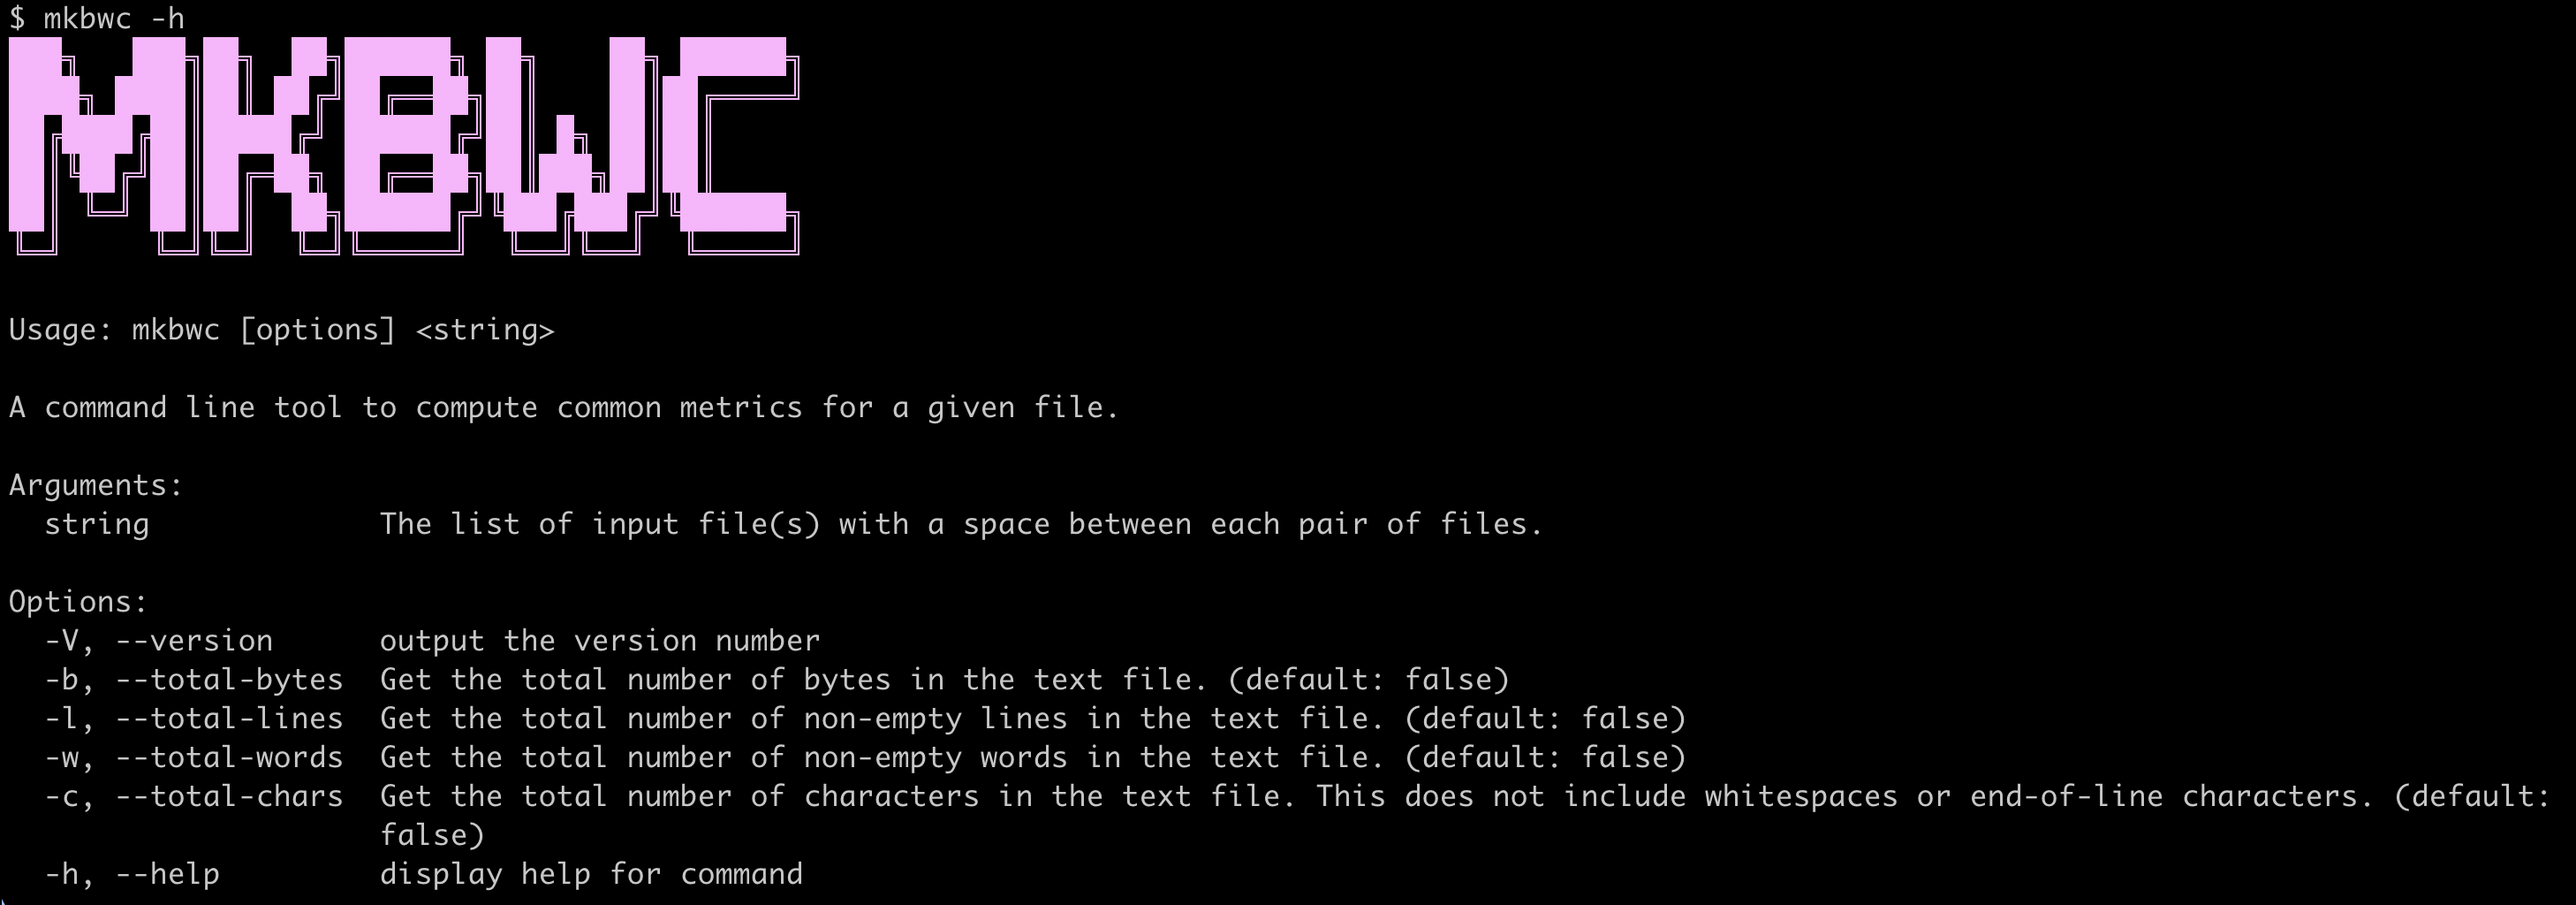 $ mkbwc -h
MKBWC
Usage: mkbwc [options] <string>
A command line tool to compute common metrics for a given file.
Arguments:
string The list of input file(s) with a space between each pair of files.
Options:
-V, --version output the version number
-b, --total-bytes Get the total number of bytes in the text file. (default: false)
-l, --total-lines Get the total number of non-empty lines in the text file. (default: false)
-w, --total-words Get the total number of non-empty words in the text file. (default: false)
-c, --total-chars Get the total number of characters in the text file. This does not include whitespaces or end-of-line characters. (default:
false)
-h, --help display help for command